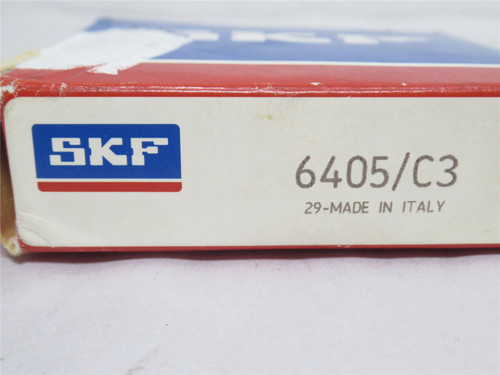 SKF
SKF
6405/C3
29-MADE IN ITALY